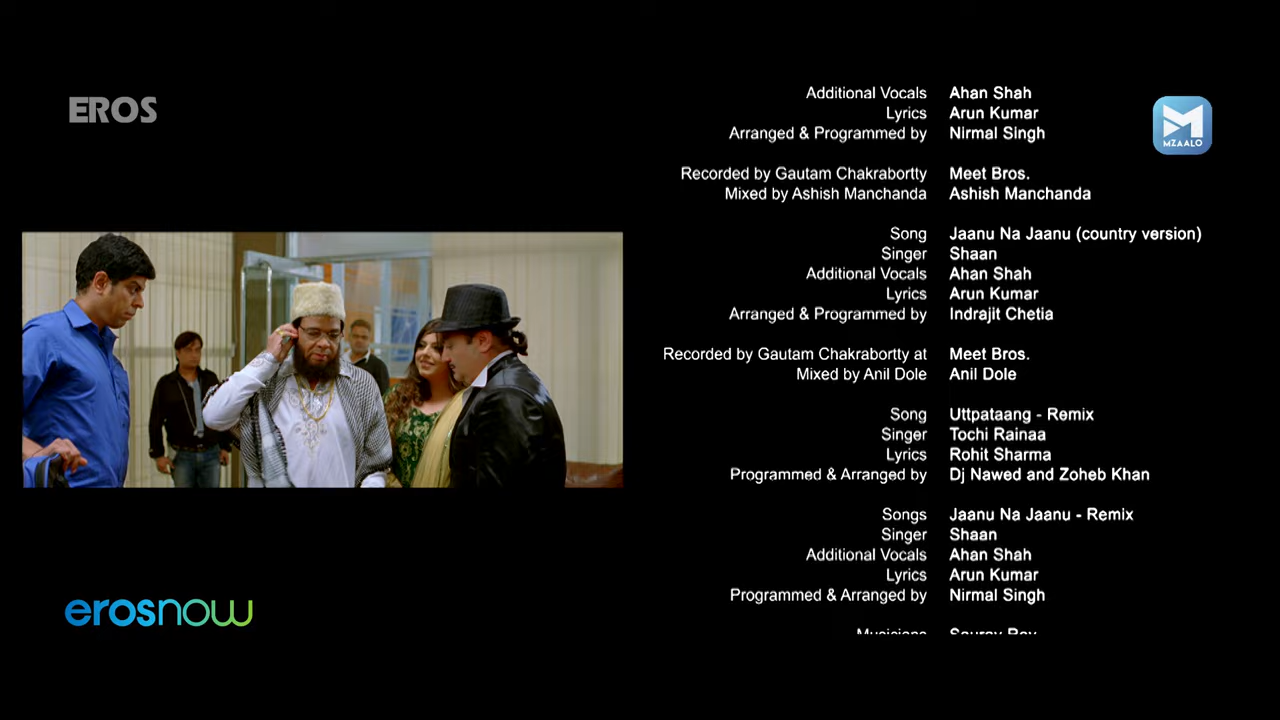 EROS
MZAALO
Additional Vocals Ahan Shah
Lyrics Arun Kumar
Arranged & Programmed by Nirmal Singh
Recorded by Gautam Chakrabortty Meet Bros.
Mixed by Ashish Manchanda Ashish Manchanda
Song Jaanu Na Jaanu (country version)
Singer Shaan
Additional Vocals Ahan Shah
Lyrics Arun Kumar
Arranged & Programmed by Indrajit Chetia
Recorded by Gautam Chakrabortty at Meet Bros.
Mixed by Anil Dole Anil Dole
Song Uttpataang - Remix
Singer Tochi Rainaa
Lyrics Rohit Sharma
Programmed & Arranged by Dj Nawed and Zoheb Khan
Songs Jaanu Na Jaanu - Remix
Singer Shaan
Additional Vocals Ahan Shah
Lyrics Arun Kumar
Programmed & Arranged by Nirmal Singh
Musicians
erosnow